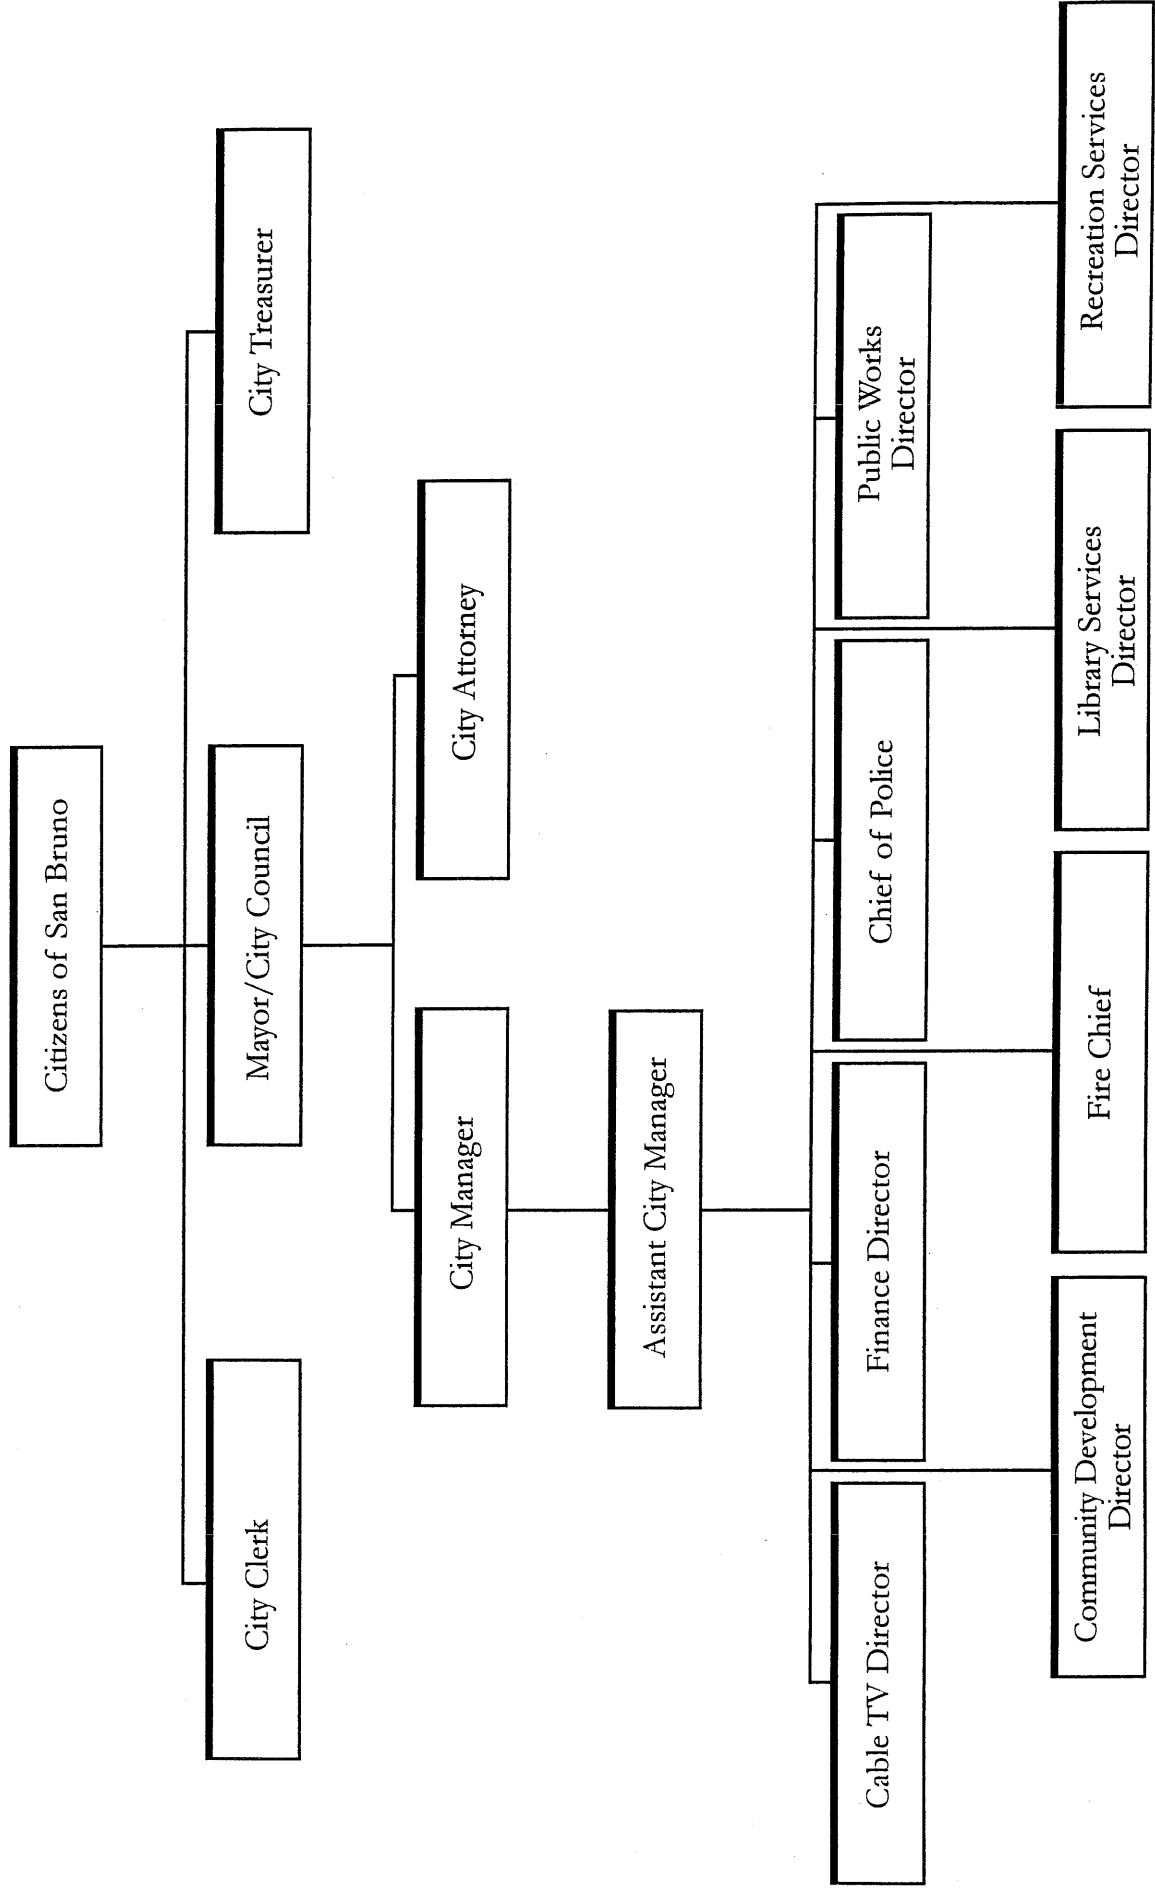 Citizens of San Bruno
City Clerk
Mayor/City Council
City Treasurer
City Manager
City Attorney
Assistant City Manager
Cable TV Director
Finance Director
Chief of Police
Public Works
Director
Community Development
Director
Fire Chief
Library Services
Director
Recreation Services
Director